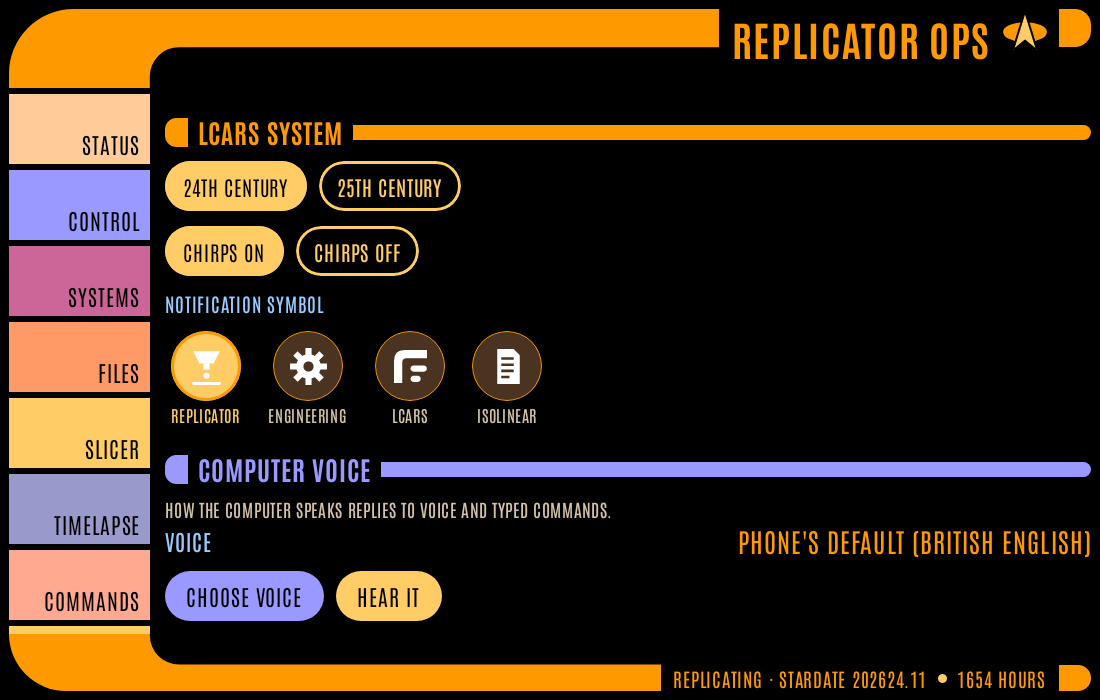 REPLICATOR OPS
STATUS
CONTROL
SYSTEMS
FILES
SLICER
TIMELAPSE
COMMANDS
LCARS SYSTEM
24TH CENTURY 25TH CENTURY
CHIRPS ON CHIRPS OFF
NOTIFICATION SYMBOL
REPLICATOR ENGINEERING LCARS ISOLINEAR
COMPUTER VOICE
HOW THE COMPUTER SPEAKS REPLIES TO VOICE AND TYPED COMMANDS.
VOICE PHONE'S DEFAULT (BRITISH ENGLISH)
CHOOSE VOICE HEAR IT
REPLICATING · STARDATE 202624.11 • 1654 HOURS